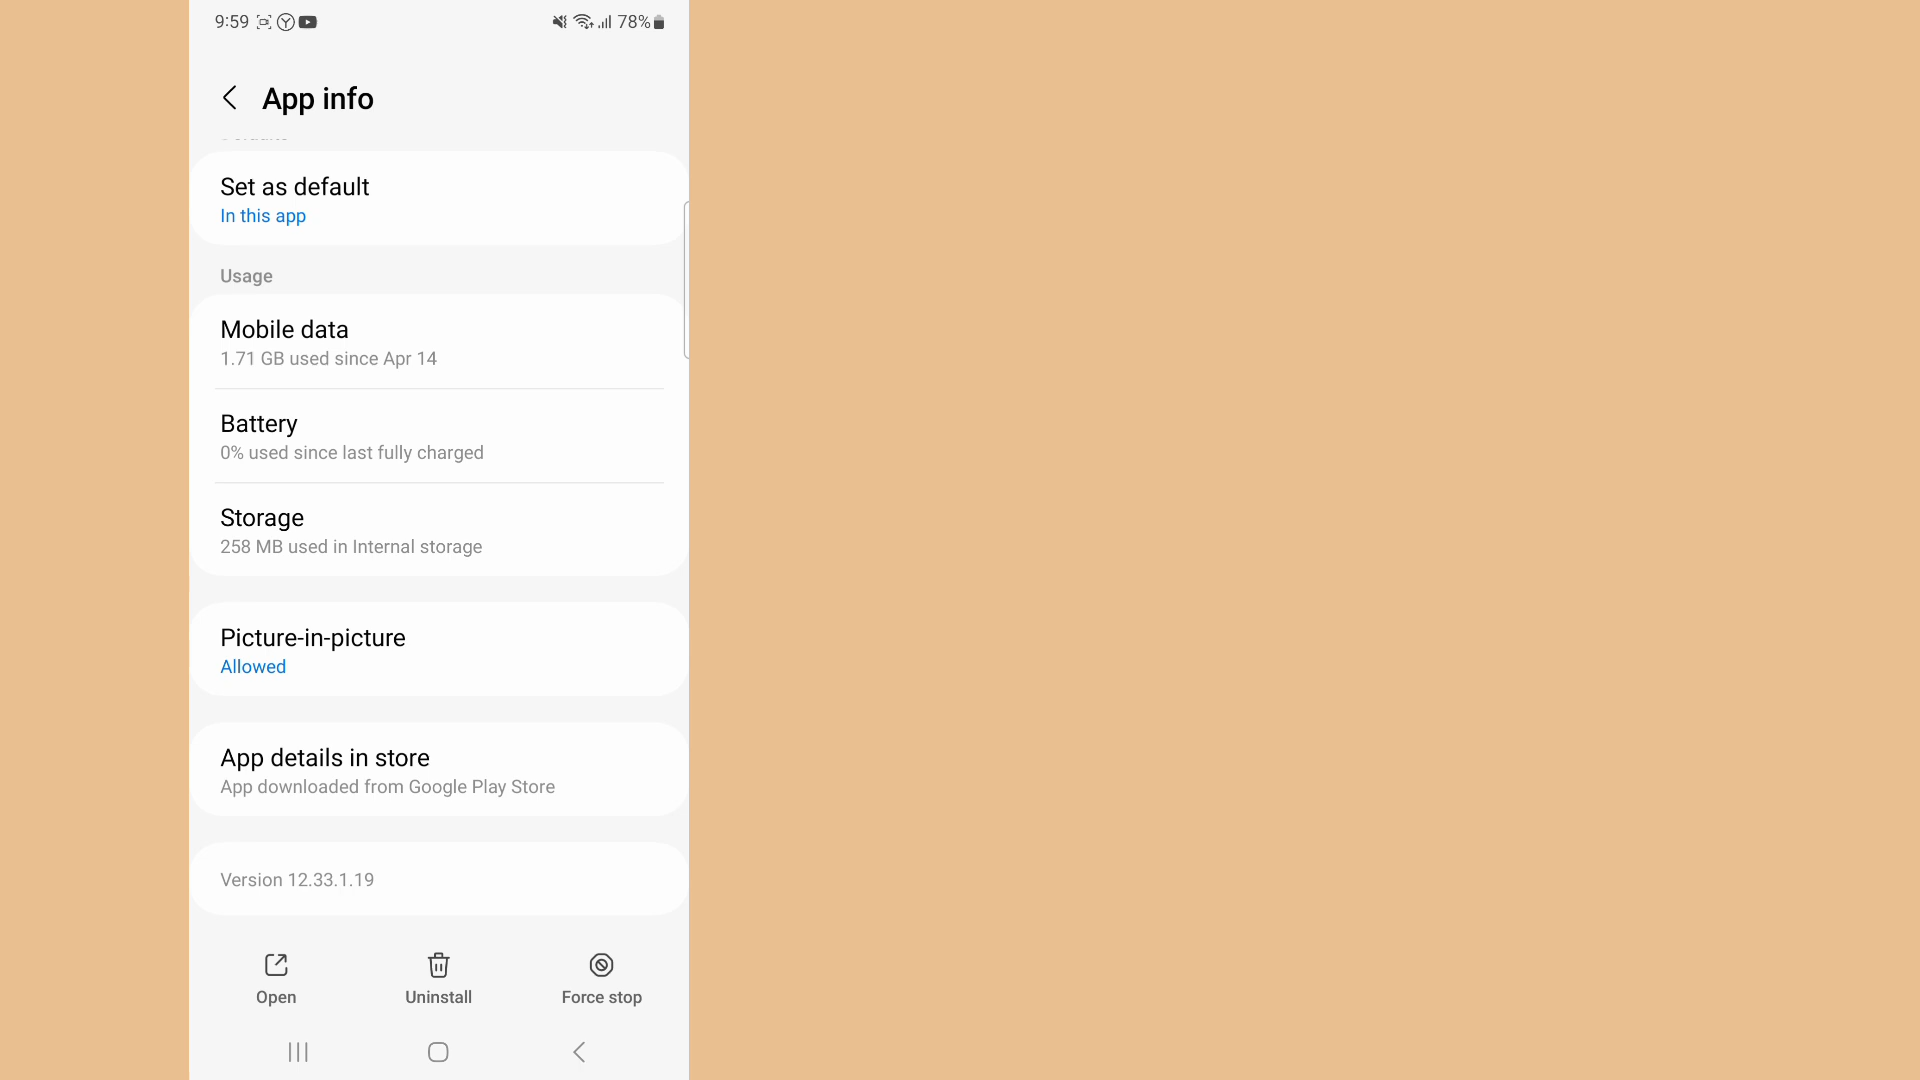 9:59 78%
App info
Set as default
In this app
Usage
Mobile data
1.71 GB used since Apr 14
Battery
0% used since last fully charged
Storage
258 MB used in Internal storage
Picture-in-picture
Allowed
App details in store
App downloaded from Google Play Store
Version 12.33.1.19
Open Uninstall Force stop